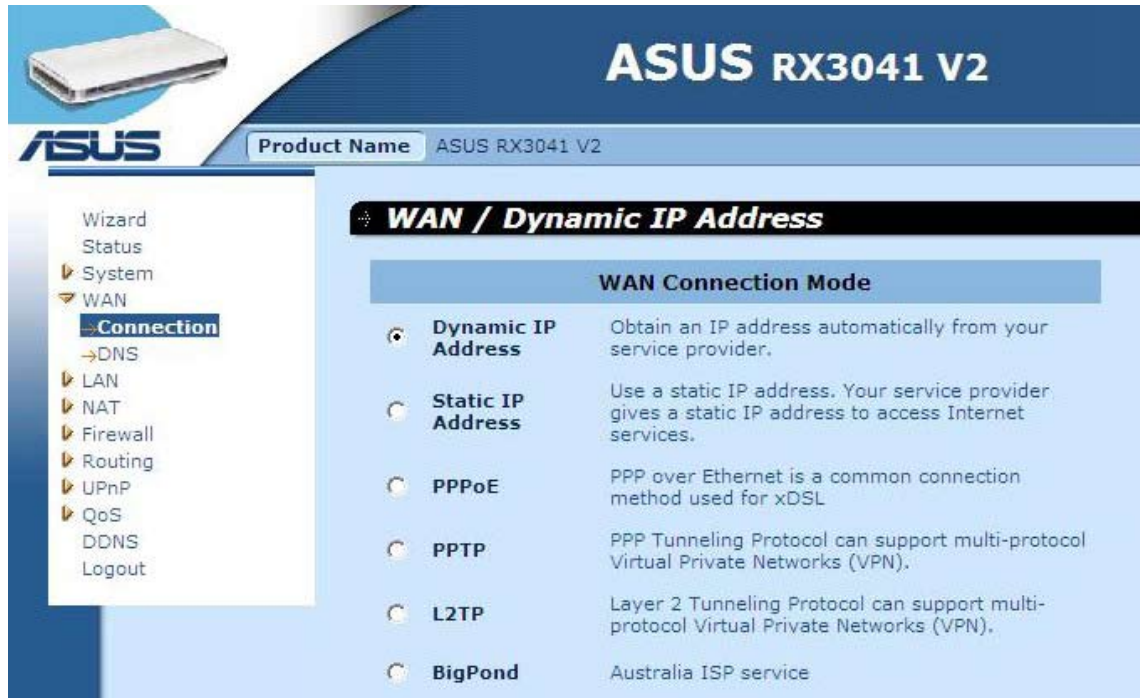 ASUS RX3041 V2
ASUS
Product Name ASUS RX3041 V2
Wizard
Status
System
WAN
→Connection
→DNS
LAN
NAT
Firewall
Routing
UPnP
QoS
DDNS
Logout
WAN / Dynamic IP Address
WAN Connection Mode
Dynamic IP
Address
Obtain an IP address automatically from your
service provider.
Static IP
Address
Use a static IP address. Your service provider
gives a static IP address to access Internet
services.
PPPoE
PPP over Ethernet is a common connection
method used for xDSL
PPTP
PPP Tunneling Protocol can support multi-protocol
Virtual Private Networks (VPN).
L2TP
Layer 2 Tunneling Protocol can support multi-
protocol Virtual Private Networks (VPN).
BigPond
Australia ISP service